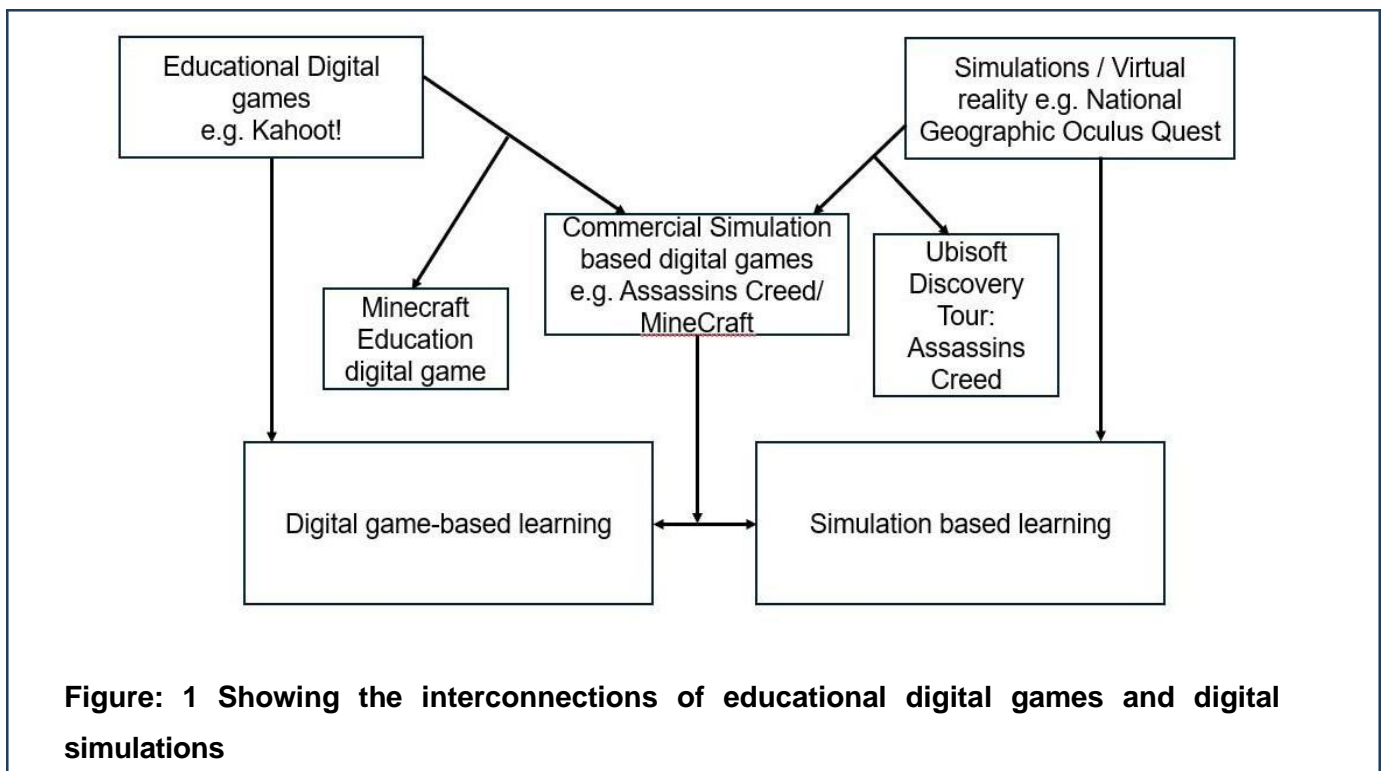 Educational Digital
games
e.g. Kahoot!
Simulations / Virtual
reality e.g. National
Geographic Oculus Quest
Commercial Simulation
based digital games
e.g. Assassins Creed/
MineCraft
Minecraft
Education
digital game
Ubisoft
Discovery
Tour:
Assassins
Creed
Digital game-based learning
Simulation based learning
Figure: 1 Showing the interconnections of educational digital games and digital
simulations